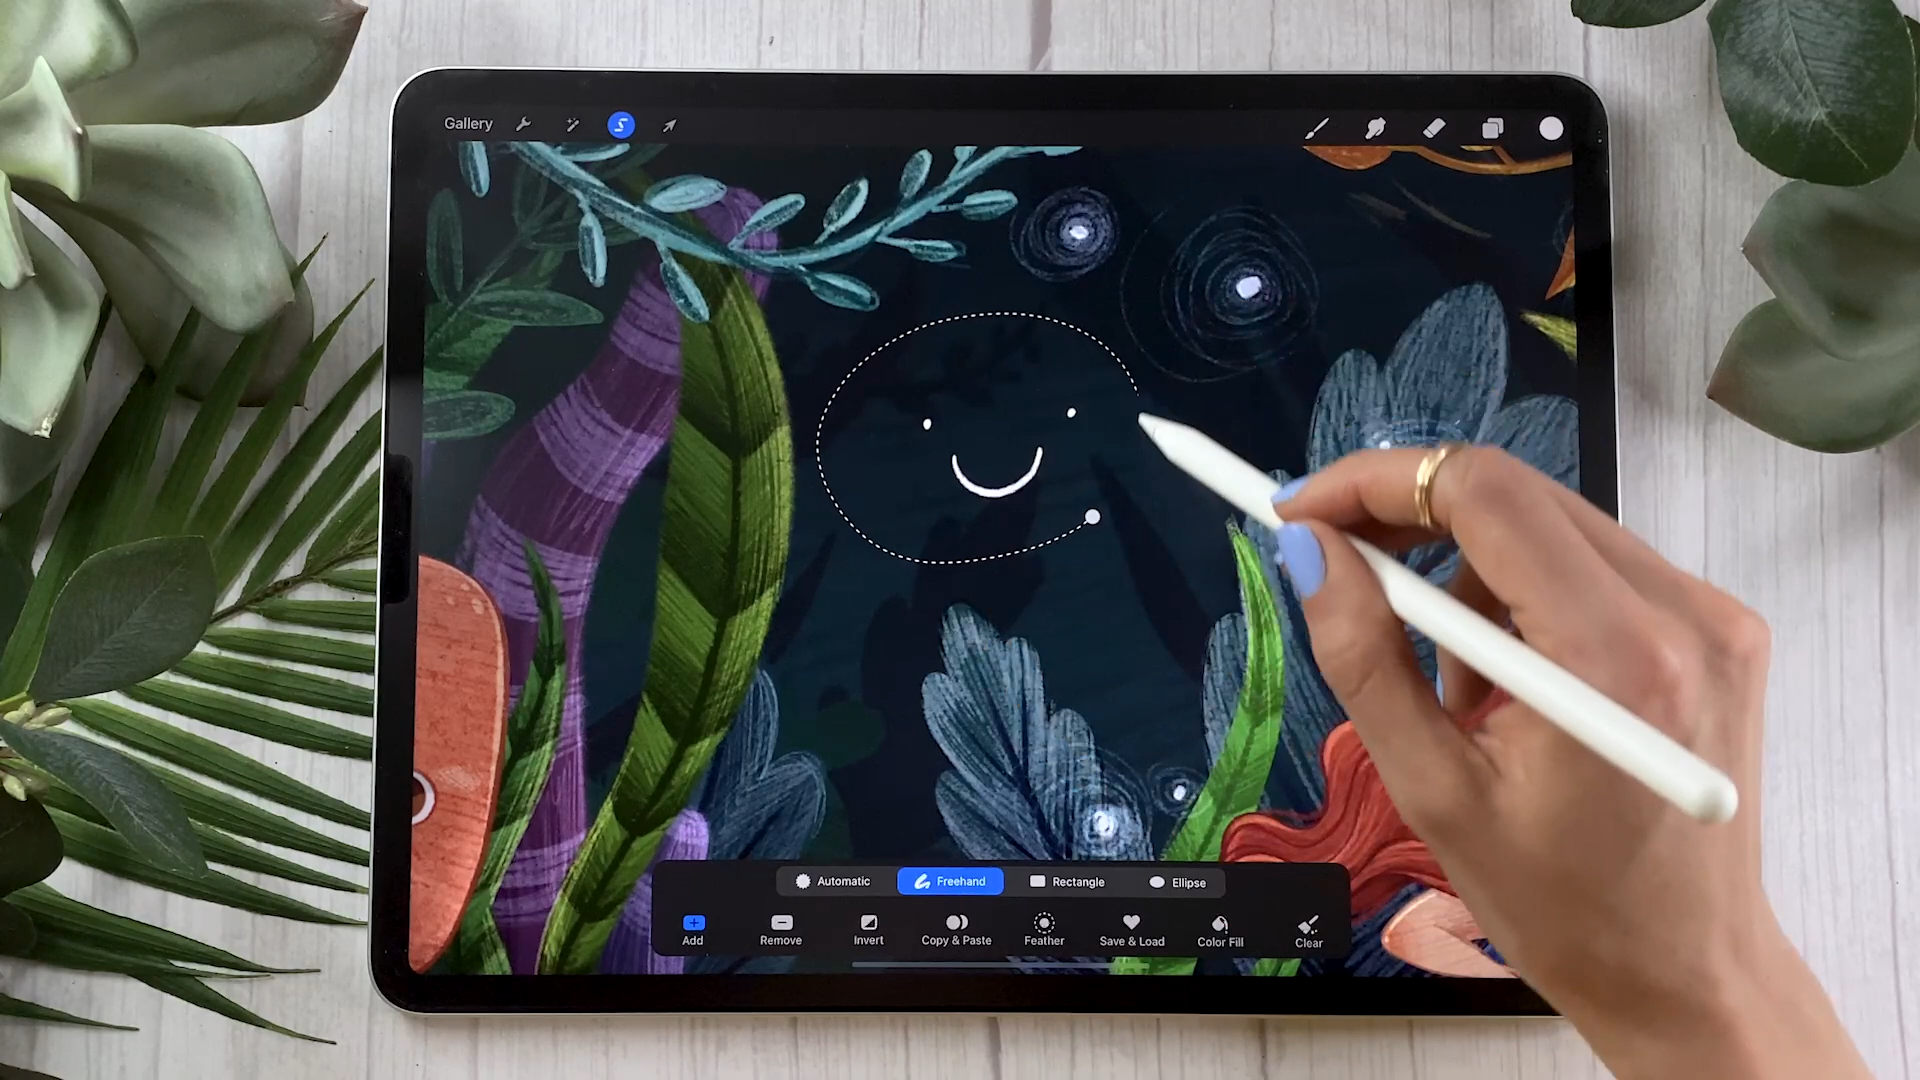 Gallery
Automatic Freehand Rectangle Ellipse
Add Remove Invert Copy & Paste Feather Save & Load Color Fill Clear